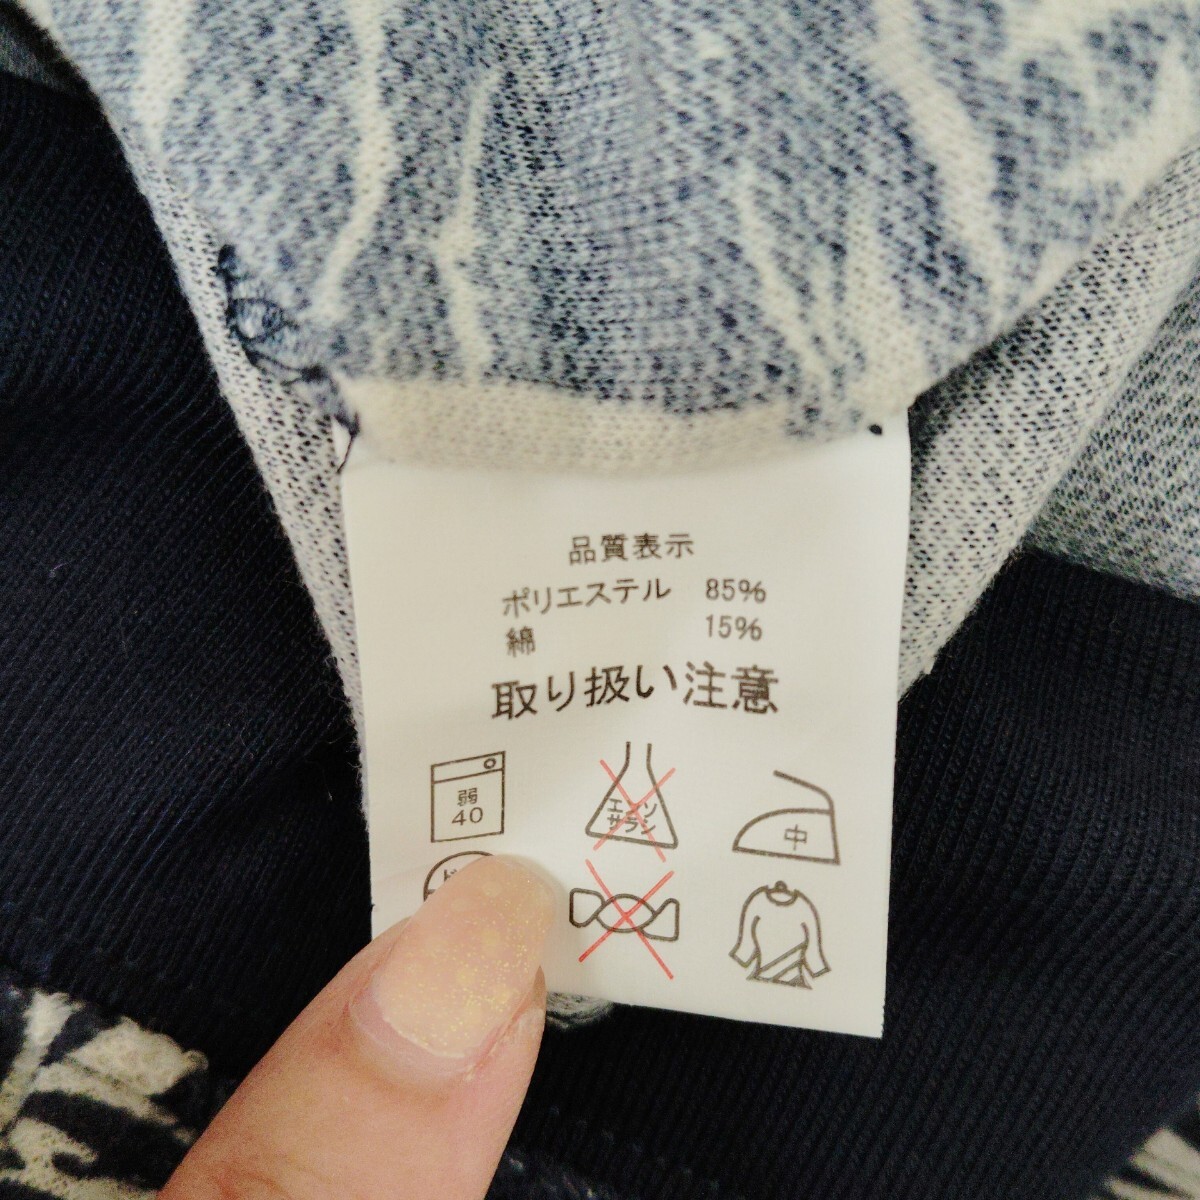 品質表示
ポリエステル 85%
綿 15%
取り扱い注意
弱
40
エンソ
サラシ
中